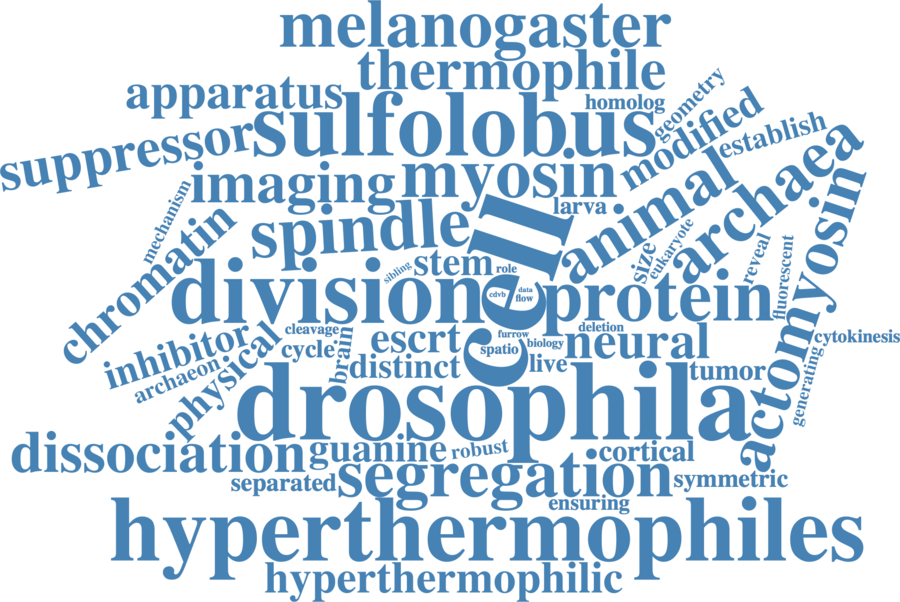 melanogaster
thermophile
apparatus
homolog
geometry
sulfolobus
modified
establish
suppressor
imaging
myosin
animal
archaea
mechanism
larva
chromatin
spindle
cell
size
eukaryote
reveal
fluorescent
actomyosin
sibling
stem
role
division
cdvb
data
flow
protein
inhibitor
cleavage
brain
escrt
furrow
deletion
biology
neural
cytokinesis
archaeon
physical
cycle
spatio
distinct
live
tumor
generating
drosophila
dissociation
guanine
robust
cortical
separated
segregation
symmetric
ensuring
hyperthermophiles
hyperthermophilic